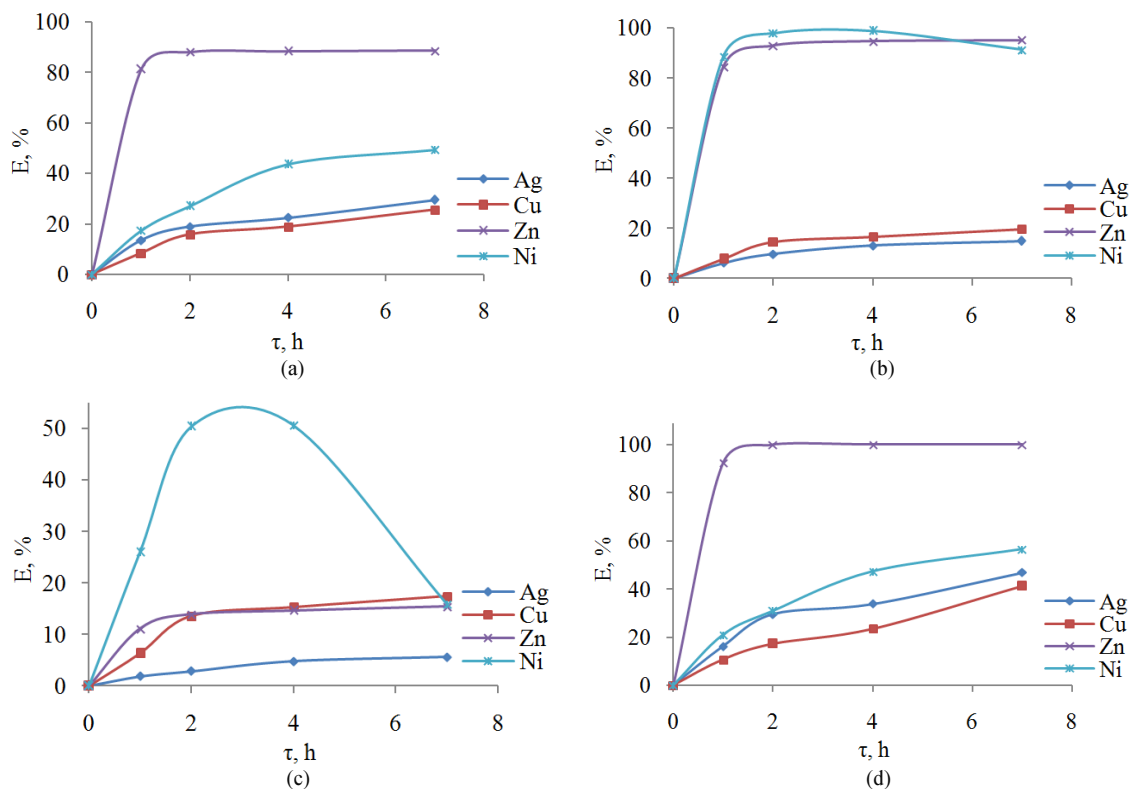 100
80
60
40
20
0
E, %
0 2 4 6 8
τ, h
Ag
Cu
Zn
Ni
(a)
100
80
60
40
20
0
E, %
0 2 4 6 8
τ, h
Ag
Cu
Zn
Ni
(b)
50
40
30
20
10
0
E, %
0 2 4 6 8
τ, h
Ag
Cu
Zn
Ni
(c)
100
80
60
40
20
0
E, %
0 2 4 6 8
τ, h
Ag
Cu
Zn
Ni
(d)